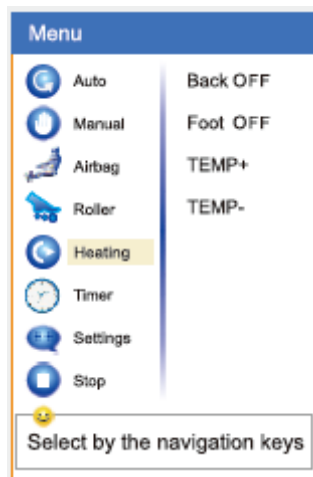 Menu
Auto
Manual
Airbag
Roller
Heating
Timer
Settings
Stop
Back OFF
Foot OFF
TEMP+
TEMP-
Select by the navigation keys